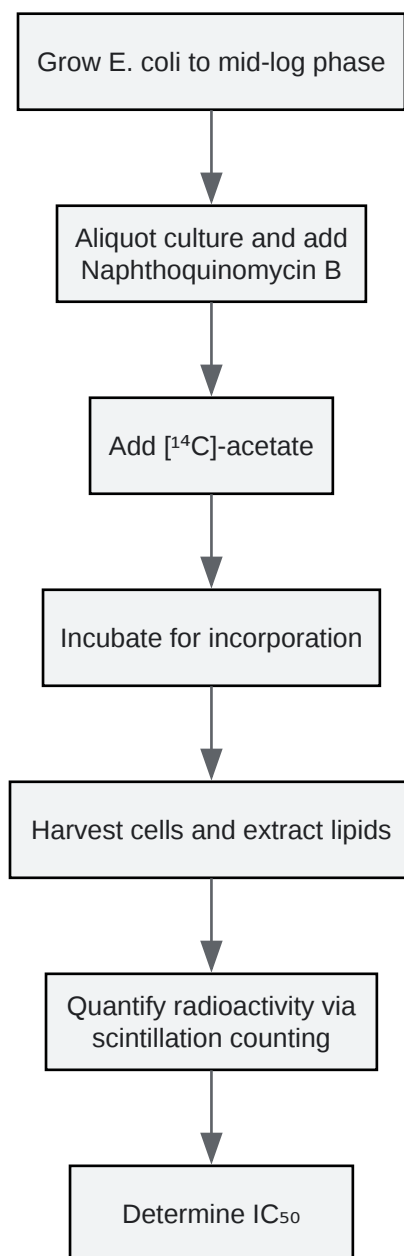 Grow E. coli to mid-log phase
Aliquot culture and add
Naphthoquinomycin B
Add [¹⁴C]-acetate
Incubate for incorporation
Harvest cells and extract lipids
Quantify radioactivity via
scintillation counting
Determine IC₅₀